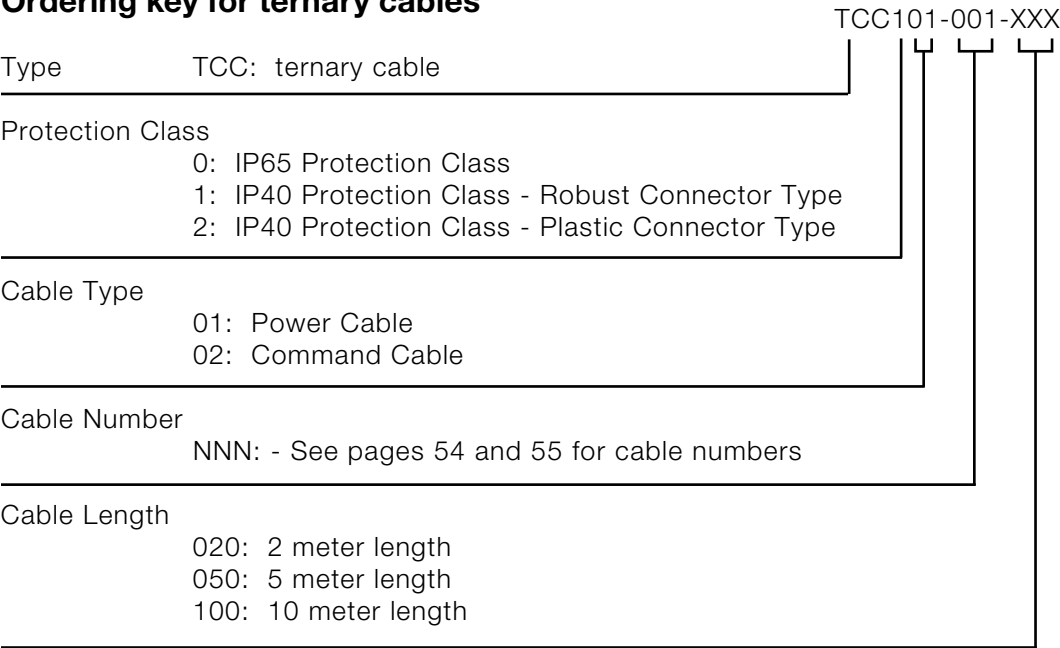 Ordering key for ternary cables
TCC101-001-XXX
Type TCC: ternary cable
Protection Class
0: IP65 Protection Class
1: IP40 Protection Class - Robust Connector Type
2: IP40 Protection Class - Plastic Connector Type
Cable Type
01: Power Cable
02: Command Cable
Cable Number
NNN: - See pages 54 and 55 for cable numbers
Cable Length
020: 2 meter length
050: 5 meter length
100: 10 meter length